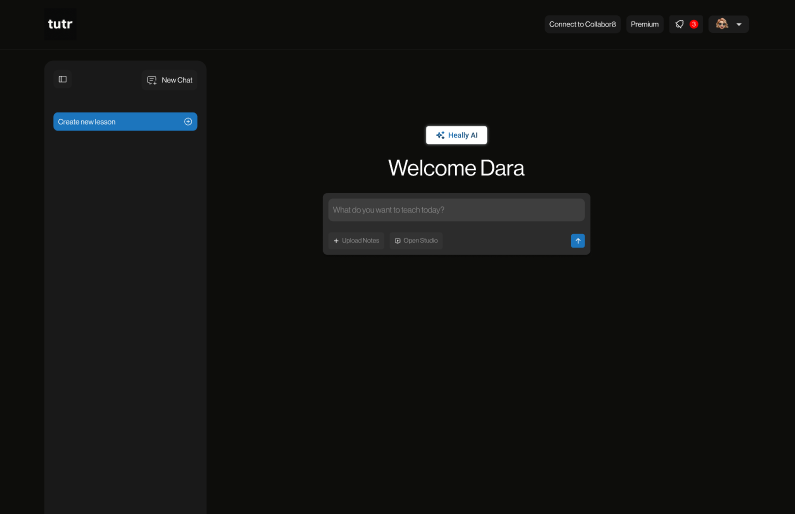 tutr
Connect to Collabor8
Premium
3
New Chat
Create new lesson
Heally AI
Welcome Dara
What do you want to teach today?
Upload Notes
Open Studio